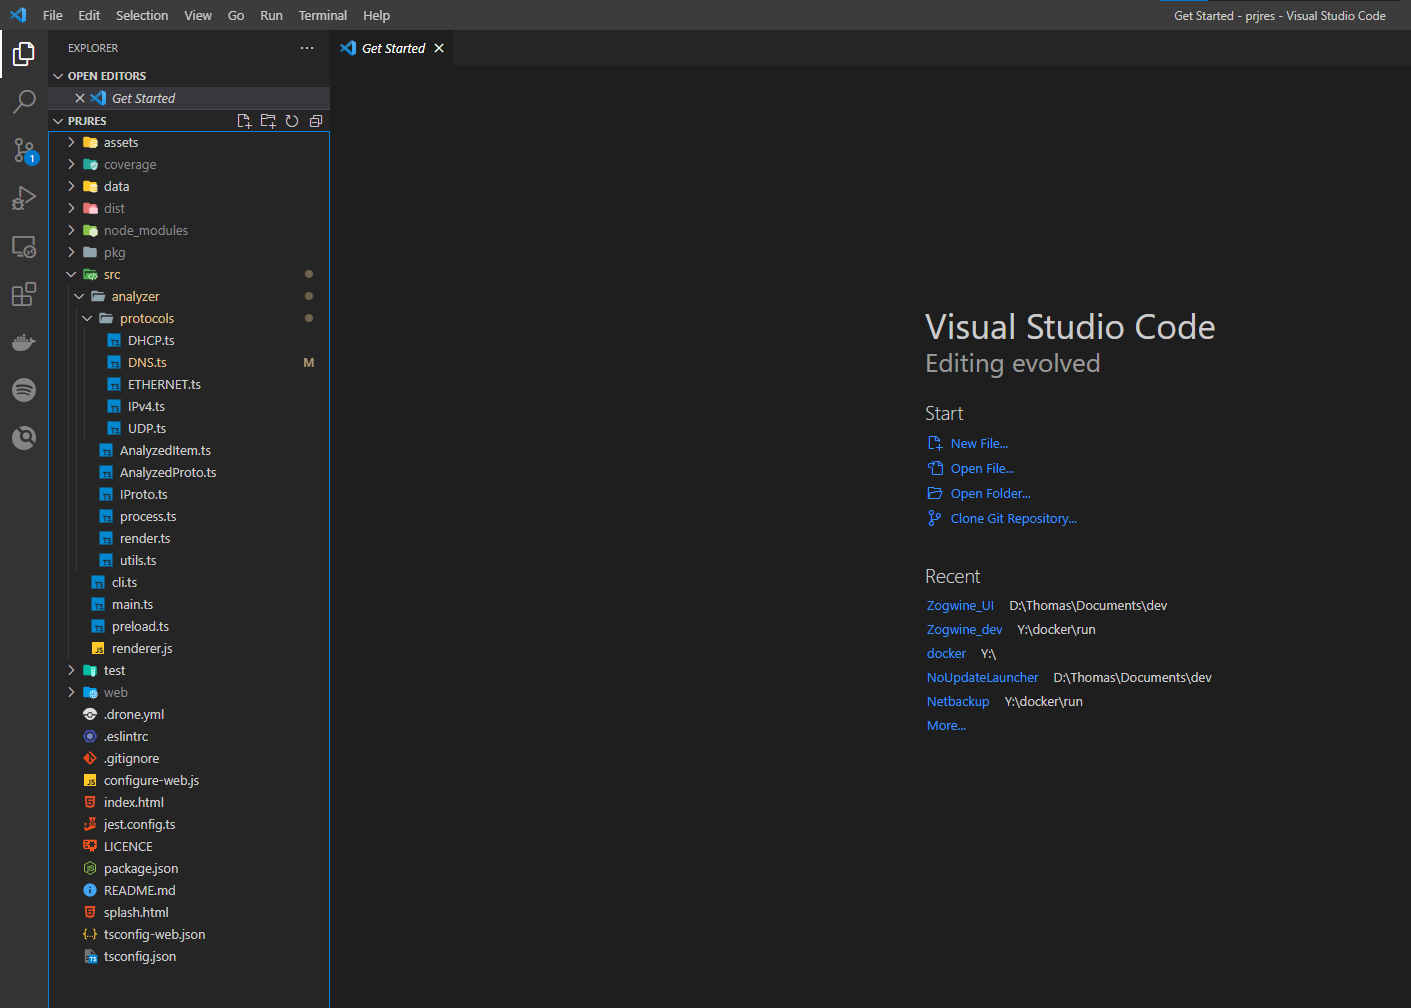 File Edit Selection View Go Run Terminal Help
Get Started - prjres - Visual Studio Code
EXPLORER
Get Started
OPEN EDITORS
Get Started
PRJRES
assets
coverage
data
dist
node_modules
pkg
src
analyzer
protocols
DHCP.ts
DNS.ts M
ETHERNET.ts
IPv4.ts
UDP.ts
AnalyzedItem.ts
AnalyzedProto.ts
IProto.ts
process.ts
render.ts
utils.ts
cli.ts
main.ts
preload.ts
renderer.js
test
web
.drone.yml
.eslintrc
.gitignore
configure-web.js
index.html
jest.config.ts
LICENCE
package.json
README.md
splash.html
tsconfig-web.json
tsconfig.json
1
Visual Studio Code
Editing evolved
Start
New File...
Open File...
Open Folder...
Clone Git Repository...
Recent
Zogwine_UI D:\Thomas\Documents\dev
Zogwine_dev Y:\docker\run
docker Y:\
NoUpdateLauncher D:\Thomas\Documents\dev
Netbackup Y:\docker\run
More...